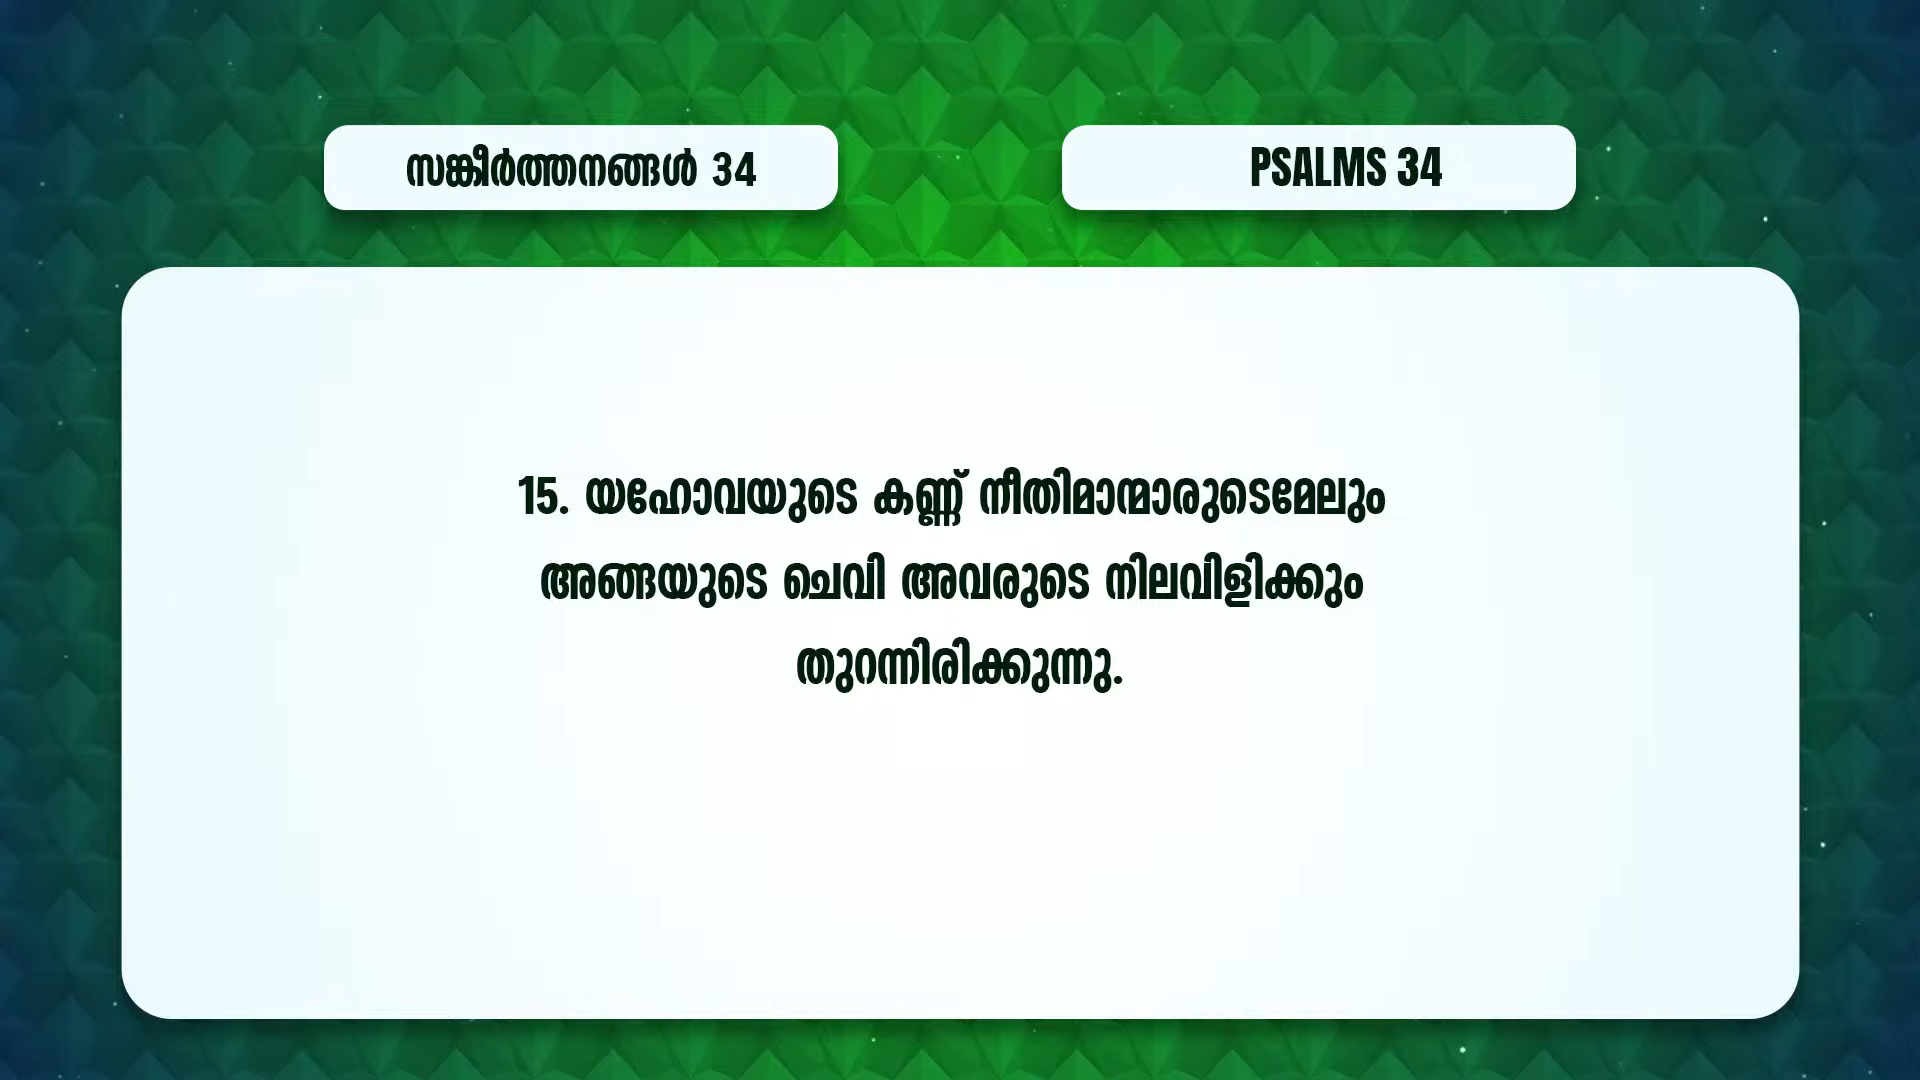 സങ്കീർത്തനങ്ങൾ 34
PSALMS 34
15. യഹോവയുടെ കണ്ണ് നീതിമാന്മാരുടെമേലും
അങ്ങയുടെ ചെവി അവരുടെ നിലവിളിക്കും
തുറന്നിരിക്കുന്നു.